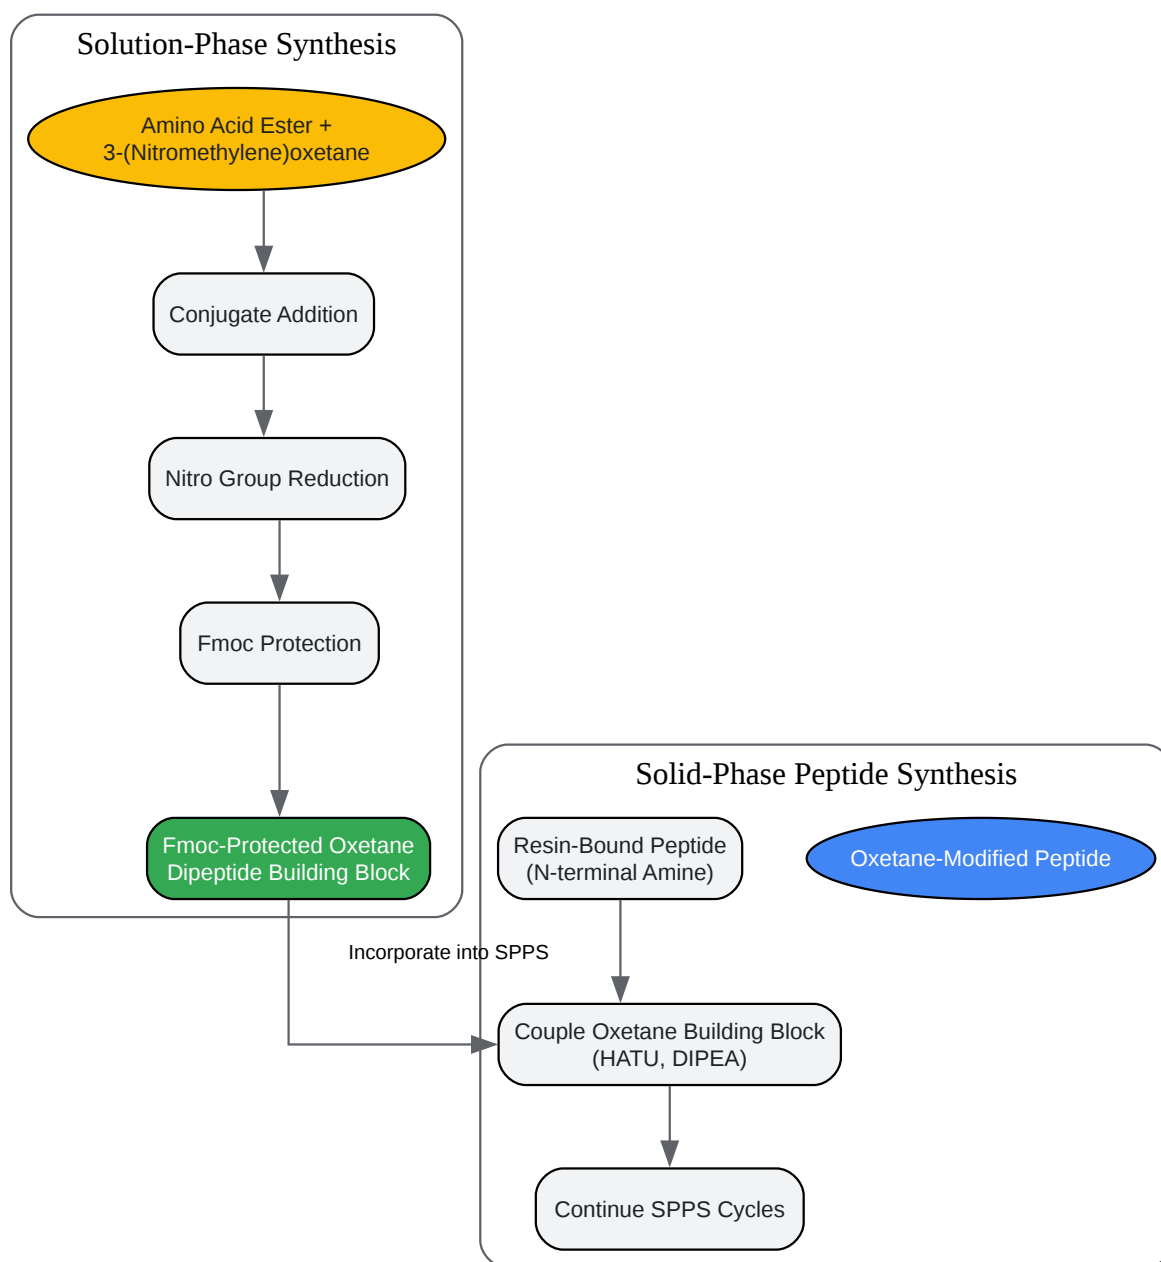 Solution-Phase Synthesis
Amino Acid Ester +
3-(Nitromethylene)oxetane
Conjugate Addition
Nitro Group Reduction
Fmoc Protection
Fmoc-Protected Oxetane
Dipeptide Building Block
Incorporate into SPPS
Solid-Phase Peptide Synthesis
Resin-Bound Peptide
(N-terminal Amine)
Oxetane-Modified Peptide
Couple Oxetane Building Block
(HATU, DIPEA)
Continue SPPS Cycles